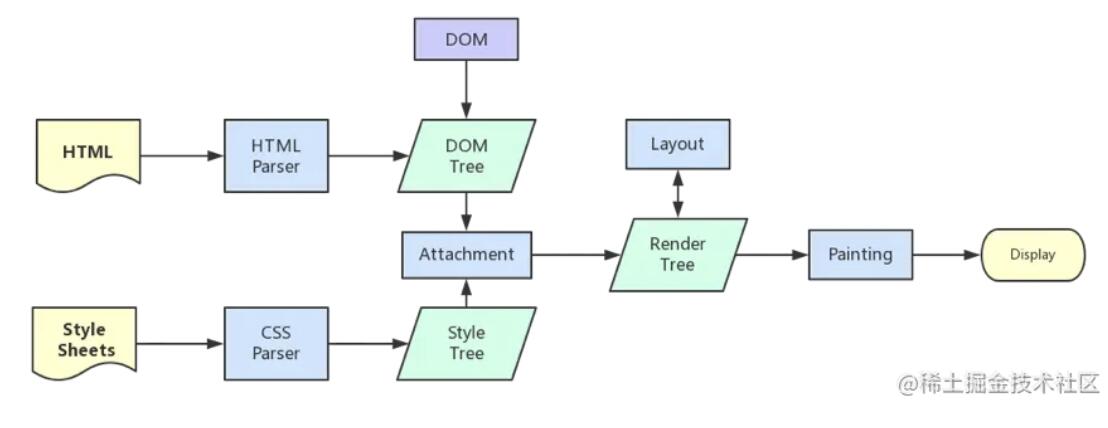 DOM
HTML
HTML
Parser
DOM
Tree
Layout
Attachment
Render
Tree
Painting
Display
Style
Sheets
CSS
Parser
Style
Tree
@稀土掘金技术社区